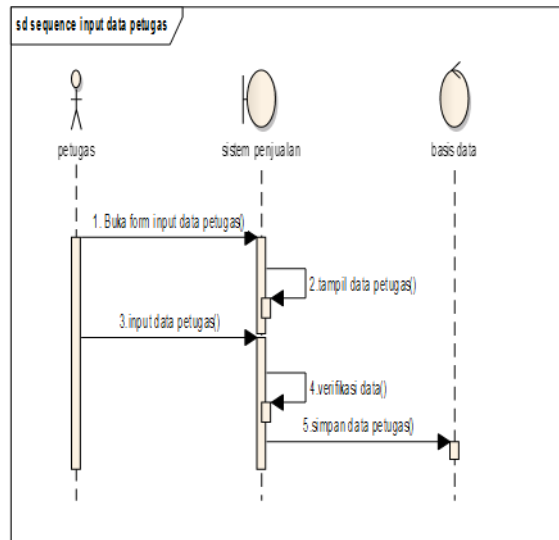 sd sequence input data petugas
petugas
sistem penjualan
basis data
1. Buka form input data petugas()
2.tampil data petugas()
3.input data petugas()
4.verifikasi data()
5.simpan data petugas()